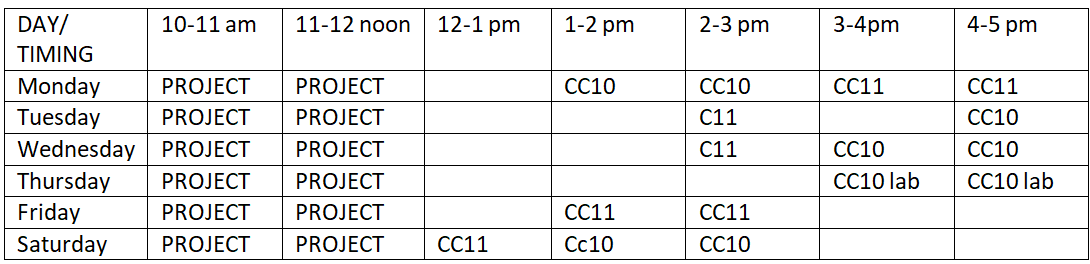 DAY/ 10-11 am 11-12 noon 12-1 pm 1-2 pm 2-3 pm 3-4pm 4-5 pm
TIMING
Monday PROJECT PROJECT CC10 CC10 CC11 CC11
Tuesday PROJECT PROJECT C11 CC10
Wednesday PROJECT PROJECT C11 CC10 CC10
Thursday PROJECT PROJECT CC10 lab CC10 lab
Friday PROJECT PROJECT CC11 CC11
Saturday PROJECT PROJECT CC11 Cc10 CC10